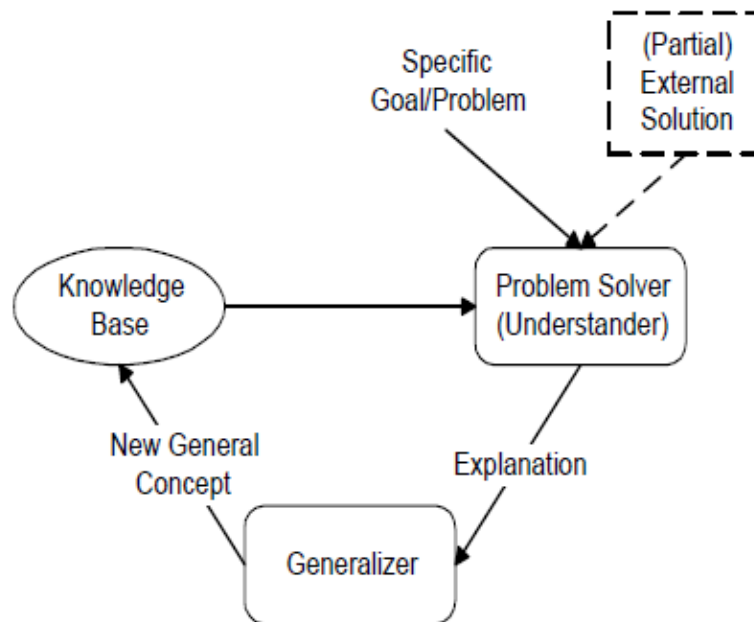 (Partial)
External
Solution
Specific
Goal/Problem
Knowledge
Base
Problem Solver
(Understander)
New General
Concept
Explanation
Generalizer